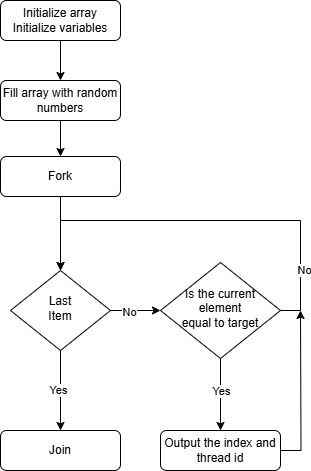 Initialize array
Initialize variables
Fill array with random
numbers
Fork
Last
Item
No
Is the current
element
equal to target
No
Yes
Yes
Join
Output the index and
thread id